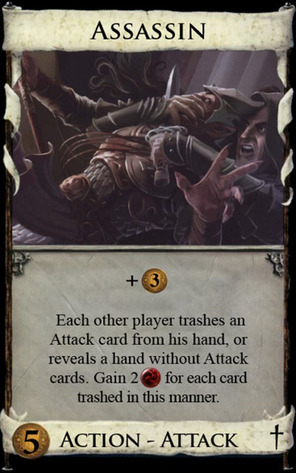 ASSASSIN
+ 3
Each other player trashes an
Attack card from his hand, or
reveals a hand without Attack
cards. Gain 2 for each card
trashed in this manner.
5 ACTION - ATTACK †